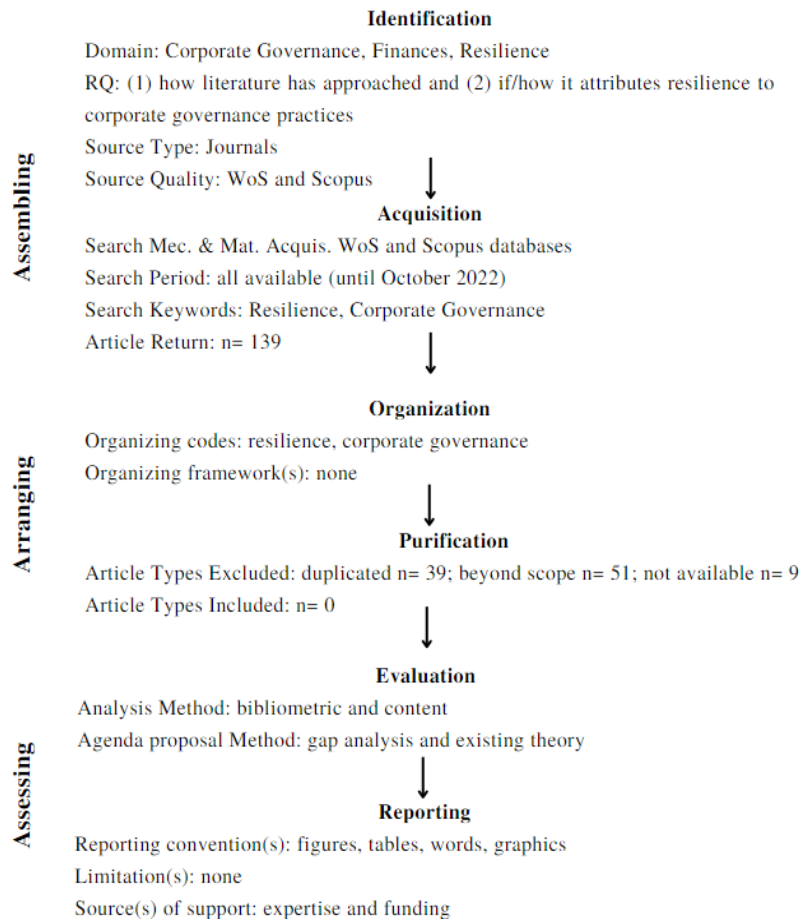 Identification
Domain: Corporate Governance, Finances, Resilience
RQ: (1) how literature has approached and (2) if/how it attributes resilience to
corporate governance practices
Source Type: Journals
Source Quality: WoS and Scopus
Assembling
Acquisition
Search Mec. & Mat. Acquis. WoS and Scopus databases
Search Period: all available (until October 2022)
Search Keywords: Resilience, Corporate Governance
Article Return: n= 139
Organization
Organizing codes: resilience, corporate governance
Organizing framework(s): none
Arranging
Purification
Article Types Excluded: duplicated n= 39; beyond scope n= 51; not available n= 9
Article Types Included: n= 0
Evaluation
Analysis Method: bibliometric and content
Agenda proposal Method: gap analysis and existing theory
Assessing
Reporting
Reporting convention(s): figures, tables, words, graphics
Limitation(s): none
Source(s) of support: expertise and funding